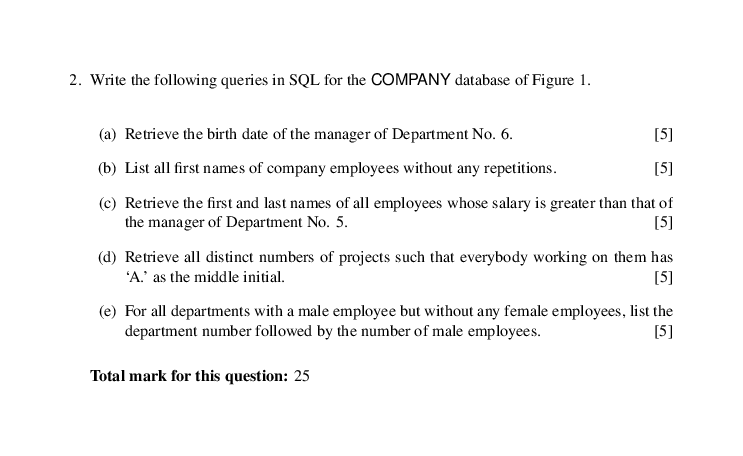 2. Write the following queries in SQL for the COMPANY database of Figure 1.
(a) Retrieve the birth date of the manager of Department No. 6. [5]
(b) List all first names of company employees without any repetitions. [5]
(c) Retrieve the first and last names of all employees whose salary is greater than that of
the manager of Department No. 5. [5]
(d) Retrieve all distinct numbers of projects such that everybody working on them has
‘A.’ as the middle initial. [5]
(e) For all departments with a male employee but without any female employees, list the
department number followed by the number of male employees. [5]
Total mark for this question: 25